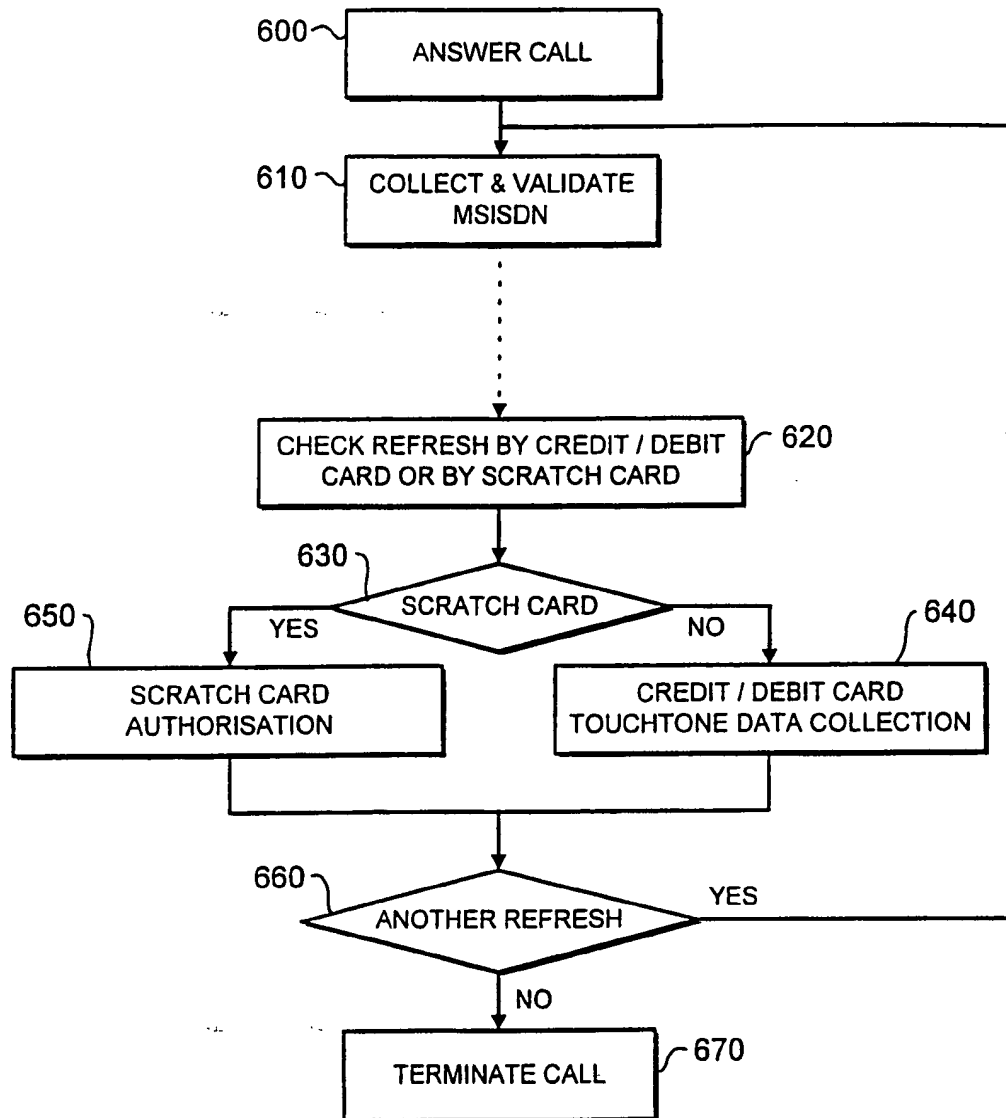 600
ANSWER CALL
610
COLLECT & VALIDATE
MSISDN
CHECK REFRESH BY CREDIT / DEBIT
CARD OR BY SCRATCH CARD
620
630
SCRATCH CARD
YES
NO
650
640
SCRATCH CARD
AUTHORISATION
CREDIT / DEBIT CARD
TOUCHTONE DATA COLLECTION
660
ANOTHER REFRESH
YES
NO
TERMINATE CALL
670